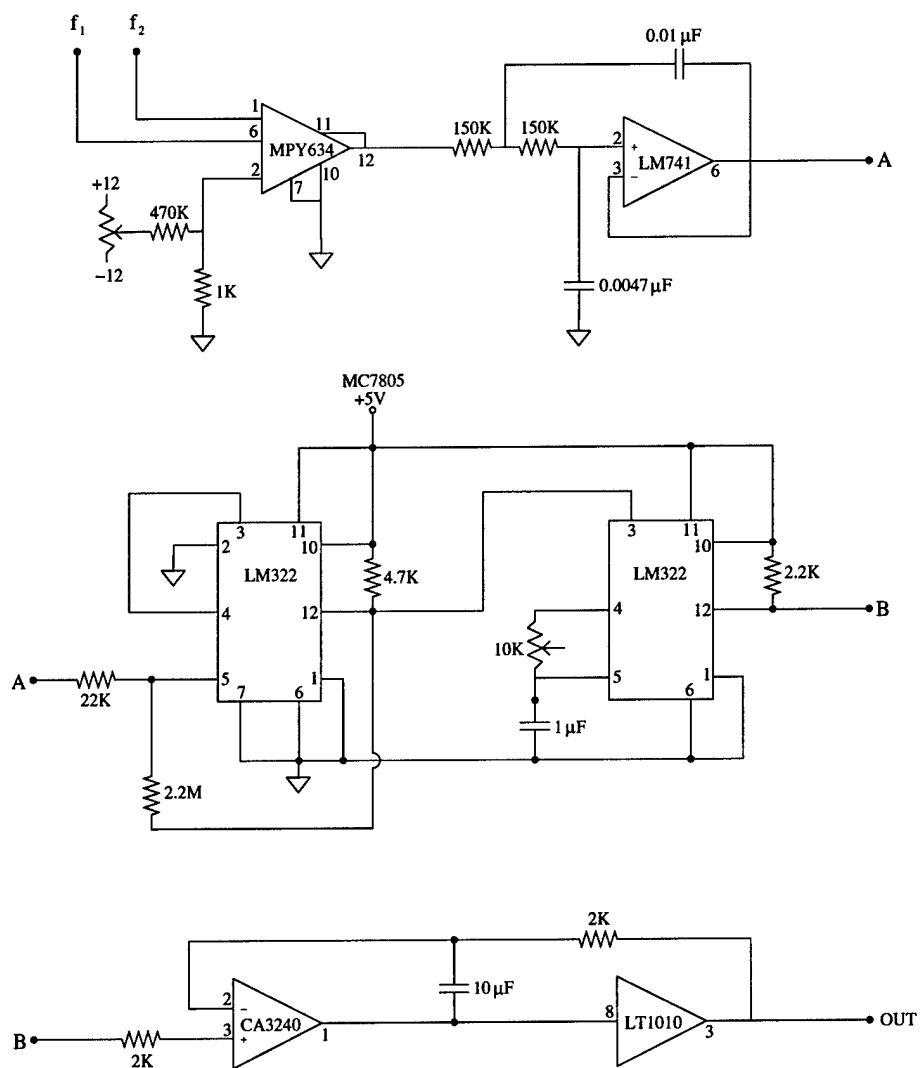 f1 f2
0.01 µF
1
6
2
11
12
MPY634
7
10
150K
150K
2
3
+
−
LM741
6
A
+12
−12
470K
1K
0.0047 µF
MC7805
+5V
3
11
2
10
LM322
4.7K
4
12
A
22K
5
1
7
6
2.2M
3
11
10
LM322
2.2K
4
12
B
10K
5
1
6
1 µF
2K
2
−
10 µF
CA3240
3
+
1
8
LT1010
3
OUT
B
2K